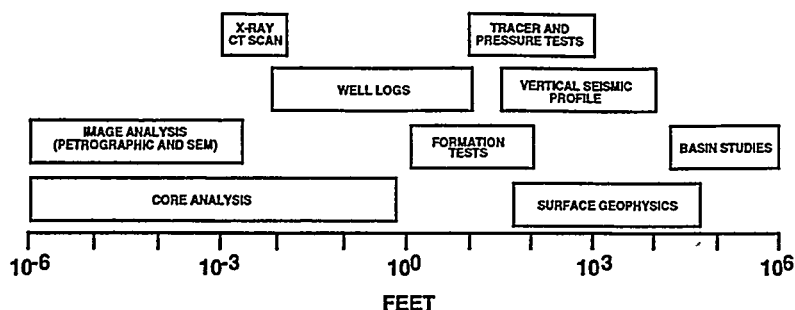 X-RAY
CT SCAN
TRACER AND
PRESSURE TESTS
WELL LOGS
VERTICAL SEISMIC
PROFILE
IMAGE ANALYSIS
(PETROGRAPHIC AND SEM)
FORMATION
TESTS
BASIN STUDIES
CORE ANALYSIS
SURFACE GEOPHYSICS
10⁻⁶ 10⁻³ 10⁰ 10³ 10⁶
FEET